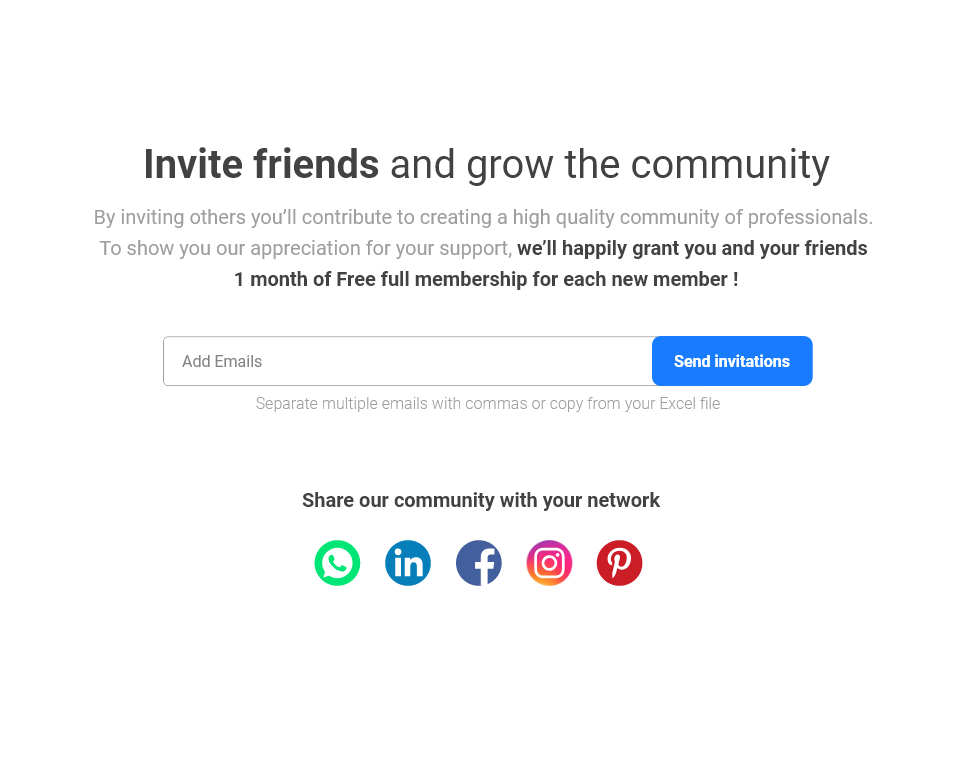 Invite friends and grow the community
By inviting others you’ll contribute to creating a high quality community of professionals.
To show you our appreciation for your support, we’ll happily grant you and your friends
1 month of Free full membership for each new member !
Add Emails
Send invitations
Separate multiple emails with commas or copy from your Excel file
Share our community with your network
in